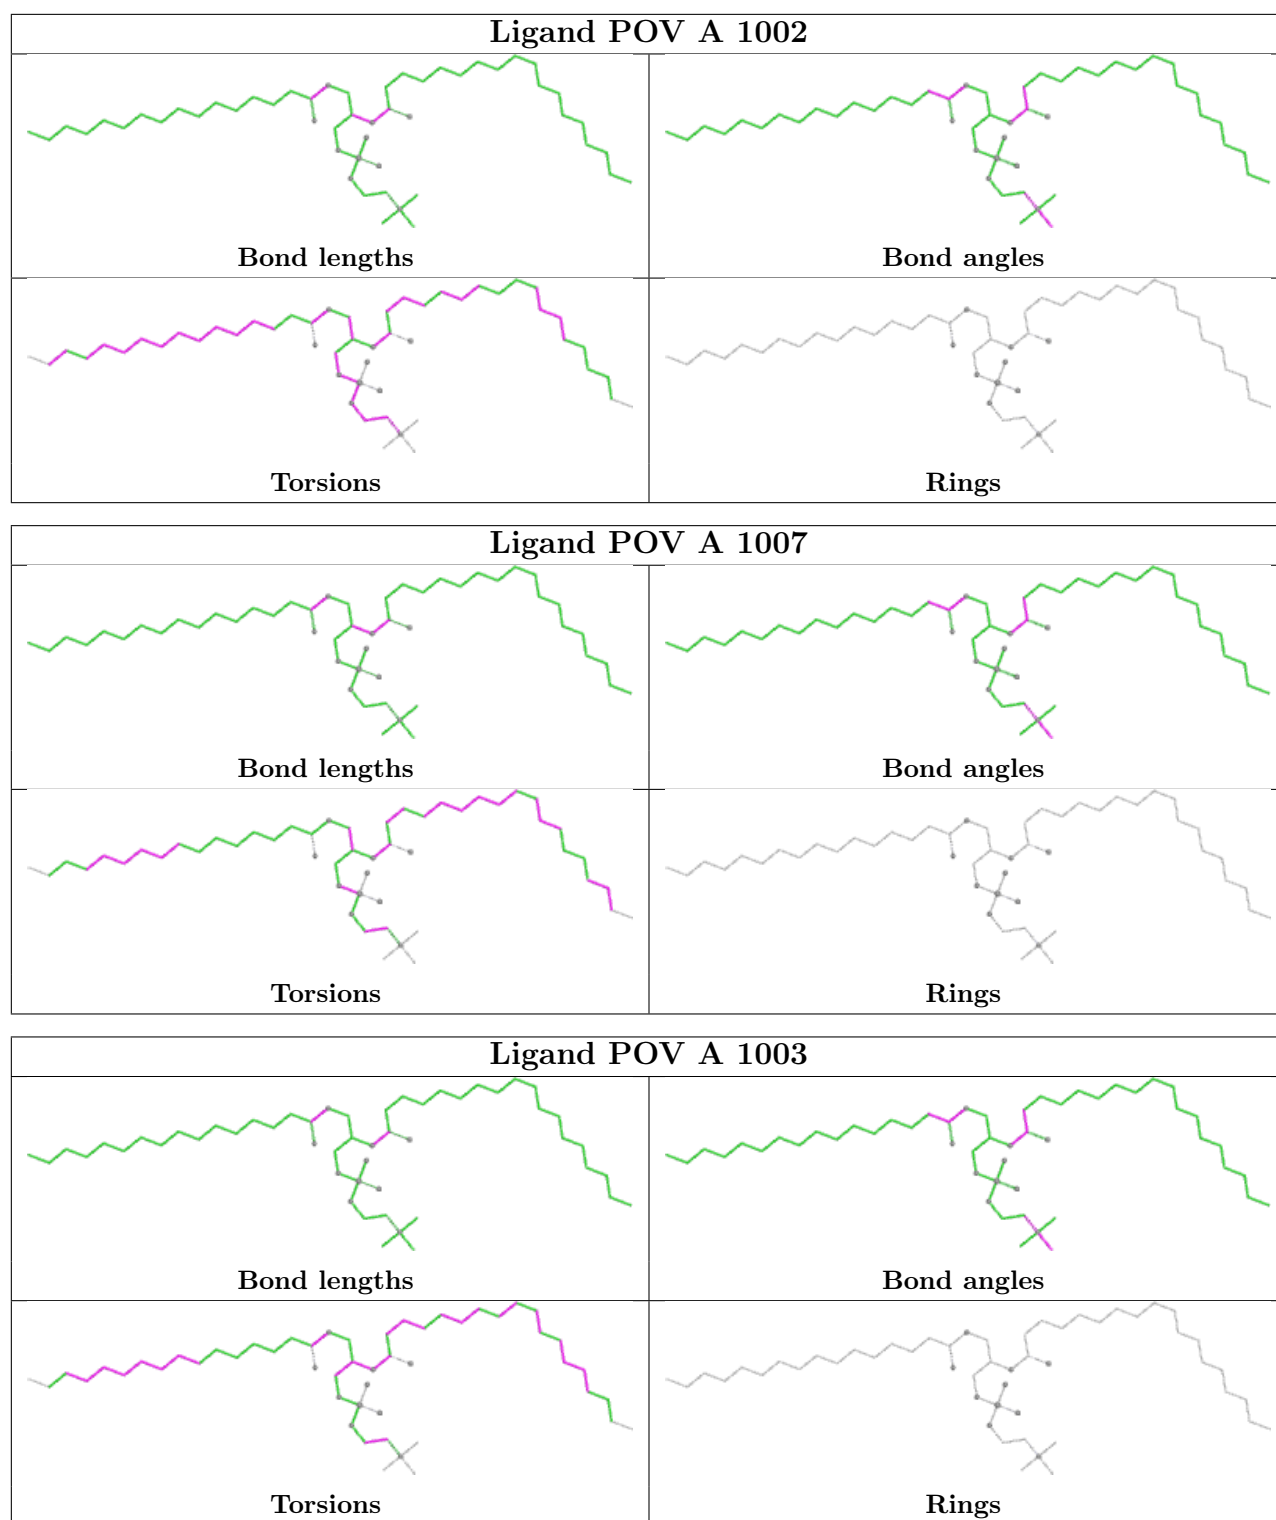 Ligand POV A 1002
Bond lengths
Bond angles
Torsions
Rings
Ligand POV A 1007
Bond lengths
Bond angles
Torsions
Rings
Ligand POV A 1003
Bond lengths
Bond angles
Torsions
Rings